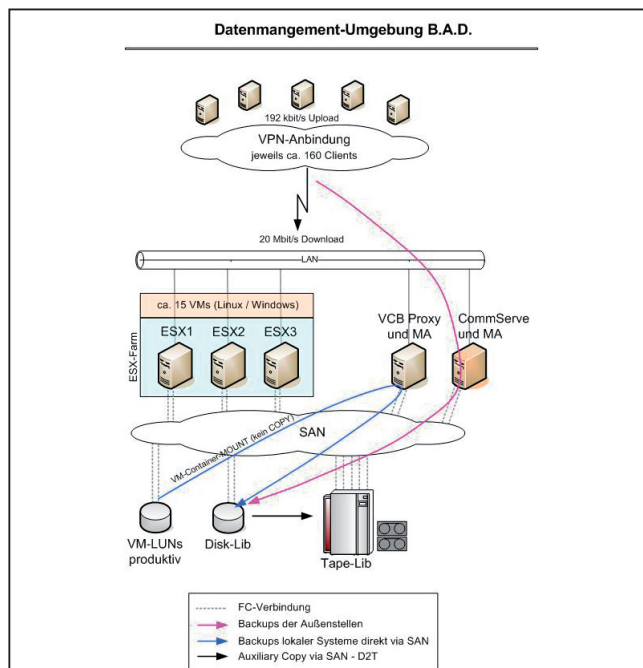 Datenmangement-Umgebung B.A.D.
192 kbit/s Upload
VPN-Anbindung
jeweils ca. 160 Clients
20 Mbit/s Download
LAN
ca. 15 VMs (Linux / Windows)
ESX-Farm
ESX1
ESX2
ESX3
VCB Proxy
und MA
CommServe
und MA
SAN
VM-Container-MOUNT (kein COPY)
VM-LUNs
produktiv
Disk-Lib
Tape-Lib
FC-Verbindung
Backups der Außenstellen
Backups lokaler Systeme direkt via SAN
Auxiliary Copy via SAN - D2T